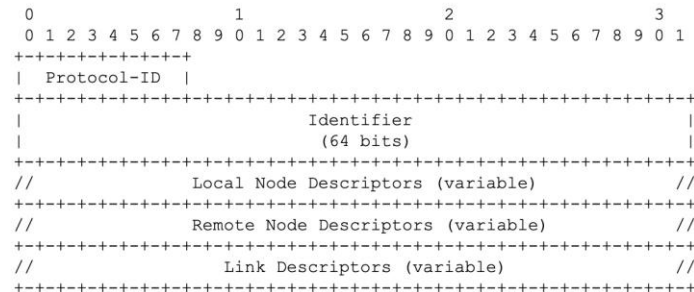 0                   1                   2                   3
 0 1 2 3 4 5 6 7 8 9 0 1 2 3 4 5 6 7 8 9 0 1 2 3 4 5 6 7 8 9 0 1
+-+-+-+-+-+-+-+-+
|  Protocol-ID  |
+-+-+-+-+-+-+-+-+-+-+-+-+-+-+-+-+-+-+-+-+-+-+-+-+-+-+-+-+-+-+-+-+
|                           Identifier                          |
|                            (64 bits)                          |
+-+-+-+-+-+-+-+-+-+-+-+-+-+-+-+-+-+-+-+-+-+-+-+-+-+-+-+-+-+-+-+-+
//               Local Node Descriptors (variable)             //
+-+-+-+-+-+-+-+-+-+-+-+-+-+-+-+-+-+-+-+-+-+-+-+-+-+-+-+-+-+-+-+-+
//               Remote Node Descriptors (variable)            //
+-+-+-+-+-+-+-+-+-+-+-+-+-+-+-+-+-+-+-+-+-+-+-+-+-+-+-+-+-+-+-+-+
//                  Link Descriptors (variable)                //
+-+-+-+-+-+-+-+-+-+-+-+-+-+-+-+-+-+-+-+-+-+-+-+-+-+-+-+-+-+-+-+-+